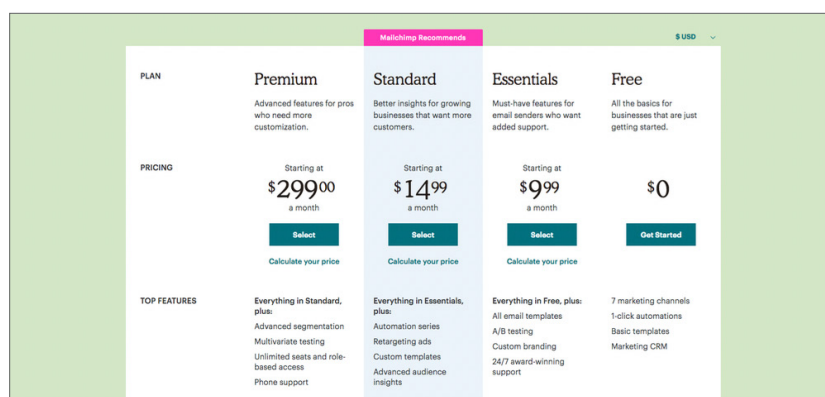 Mailchimp Recommends
$ USD
PLAN
Premium
Advanced features for pros
who need more
customization.
Standard
Better insights for growing
businesses that want more
customers.
Essentials
Must-have features for
email senders who want
added support.
Free
All the basics for
businesses that are just
getting started.
PRICING
Starting at
$29900
a month
Select
Calculate your price
Starting at
$1499
a month
Select
Calculate your price
Starting at
$999
a month
Select
Calculate your price
$0
Get Started
TOP FEATURES
Everything in Standard,
plus:
Advanced segmentation
Multivariate testing
Unlimited seats and role-
based access
Phone support
Everything in Essentials,
plus:
Automation series
Retargeting ads
Custom templates
Advanced audience
insights
Everything in Free, plus:
All email templates
A/B testing
Custom branding
24/7 award-winning
support
7 marketing channels
1-click automations
Basic templates
Marketing CRM